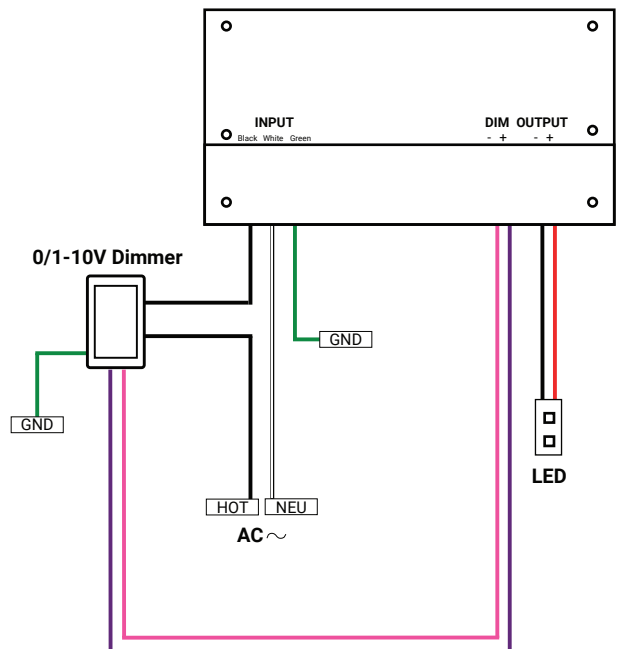 INPUT
Black White Green
DIM OUTPUT
- + - +
0/1-10V Dimmer
GND
GND
LED
HOT NEU
AC～